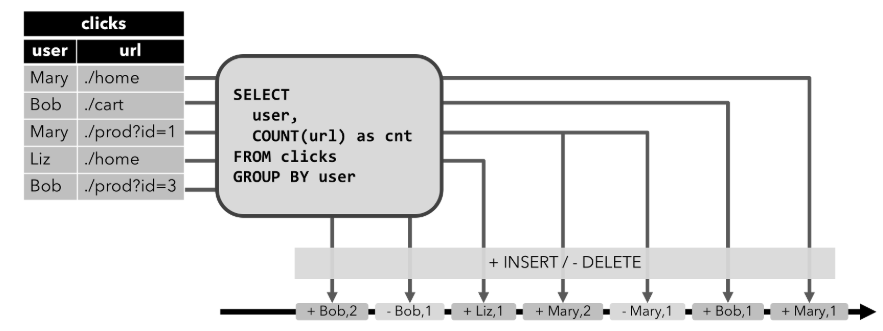 clicks
user url
Mary ./home
Bob ./cart
Mary ./prod?id=1
Liz ./home
Bob ./prod?id=3
SELECT
user,
COUNT(url) as cnt
FROM clicks
GROUP BY user
+ INSERT / - DELETE
+ Bob,2 - Bob,1 + Liz,1 + Mary,2 - Mary,1 + Bob,1 + Mary,1